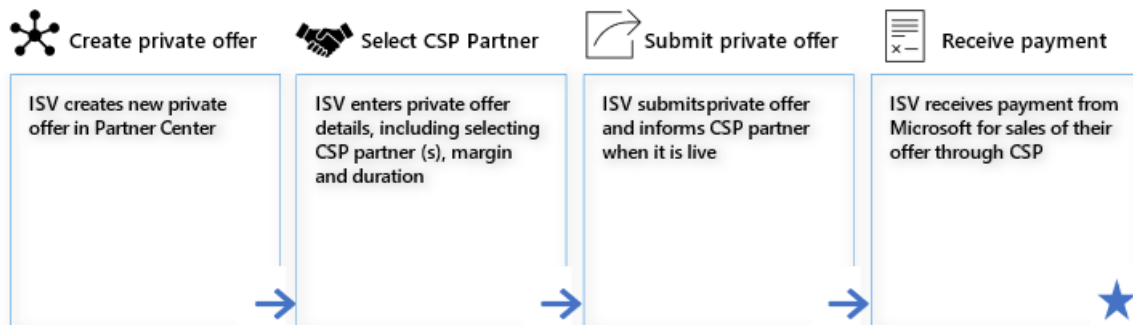 Create private offer
Select CSP Partner
Submit private offer
Receive payment
ISV creates new private
offer in Partner Center
ISV enters private offer
details, including selecting
CSP partner (s), margin
and duration
ISV submitsprivate offer
and informs CSP partner
when it is live
ISV receives payment from
Microsoft for sales of their
offer through CSP